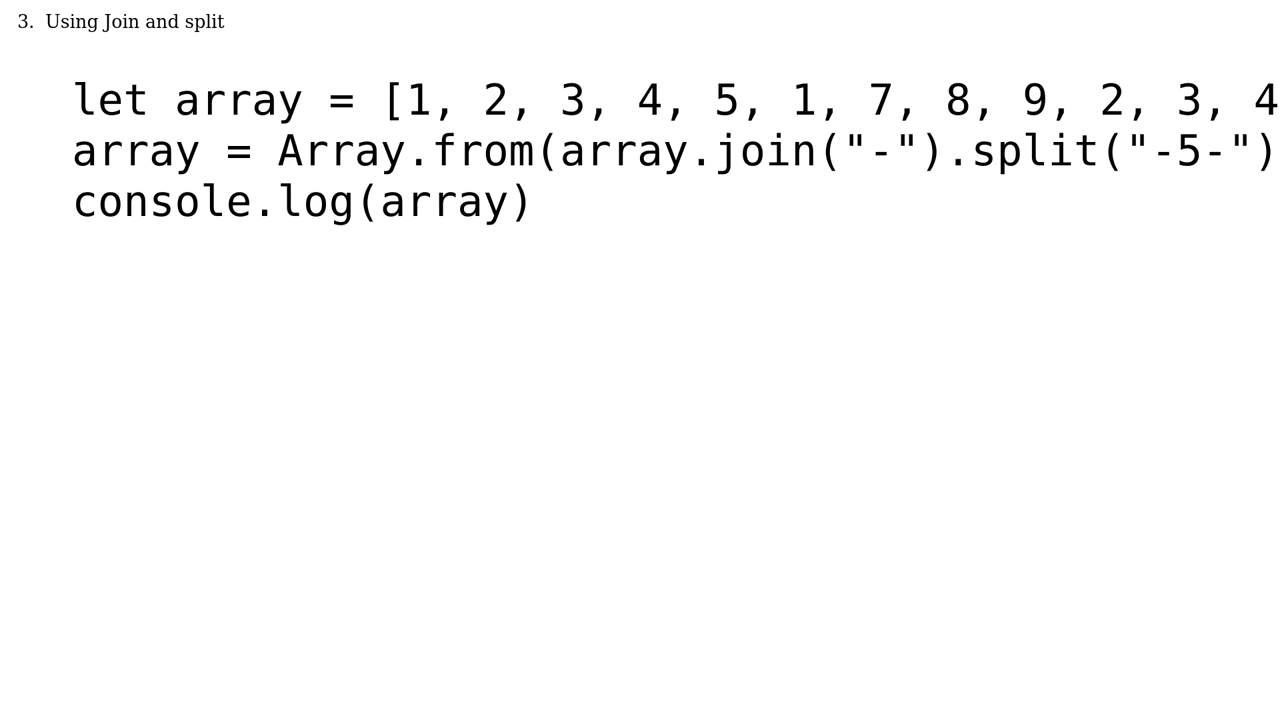 3. Using Join and split
let array = [1, 2, 3, 4, 5, 1, 7, 8, 9, 2, 3, 4
array = Array.from(array.join("-").split("-5-")
console.log(array)